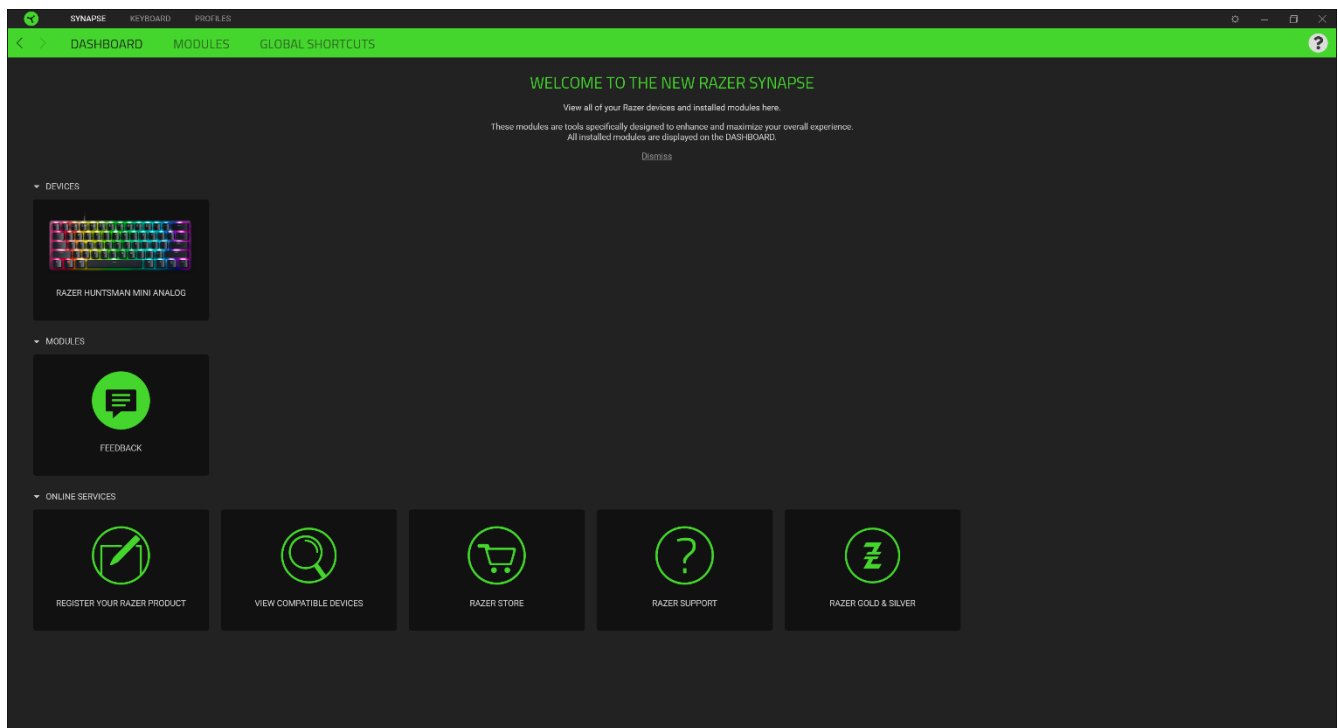 SYNAPSE KEYBOARD PROFILES
DASHBOARD MODULES GLOBAL SHORTCUTS ?
WELCOME TO THE NEW RAZER SYNAPSE
View all of your Razer devices and installed modules here.
These modules are tools specifically designed to enhance and maximize your overall experience.
All installed modules are displayed on the DASHBOARD.
Dismiss
DEVICES
RAZER HUNTSMAN MINI ANALOG
MODULES
FEEDBACK
ONLINE SERVICES
REGISTER YOUR RAZER PRODUCT VIEW COMPATIBLE DEVICES RAZER STORE RAZER SUPPORT RAZER GOLD & SILVER